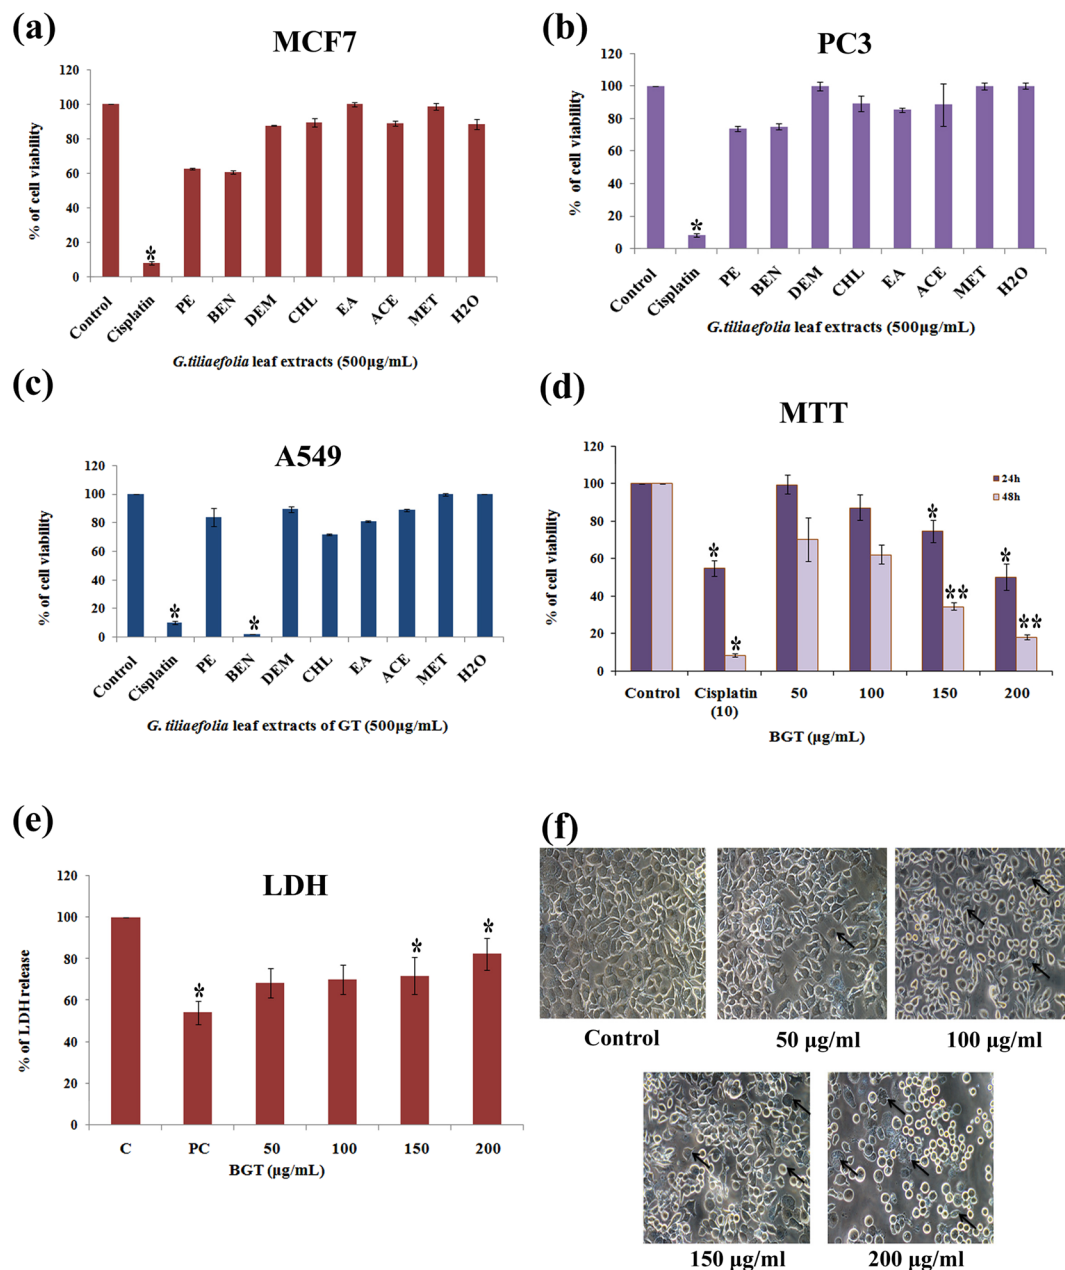 (a)
MCF7
% of cell viability
120
100
80
60
40
20
0
*
Control
Cisplatin
PE
BEN
DEM
CHL
EA
ACE
MET
H2O
G.tiliaefolia leaf extracts (500µg/mL)
(b)
PC3
% of cell viability
120
100
80
60
40
20
0
*
Control
Cisplatin
PE
BEN
DEM
CHL
EA
ACE
MET
H2O
G.tiliaefolia leaf extracts (500µg/mL)
(c)
A549
% of cell viability
120
100
80
60
40
20
0
*
*
Control
Cisplatin
PE
BEN
DEM
CHL
EA
ACE
MET
H2O
G. tiliaefolia leaf extracts of GT (500µg/mL)
(d)
MTT
% of cell viability
120
100
80
60
40
20
0
24h
48h
*
*
*
**
*
**
Control
Cisplatin
(10)
50
100
150
200
BGT (µg/mL)
(e)
LDH
% of LDH release
120
100
80
60
40
20
0
*
*
*
C
PC
50
100
150
200
BGT (µg/mL)
(f)
Control
50 µg/ml
100 µg/ml
150 µg/ml
200 µg/ml